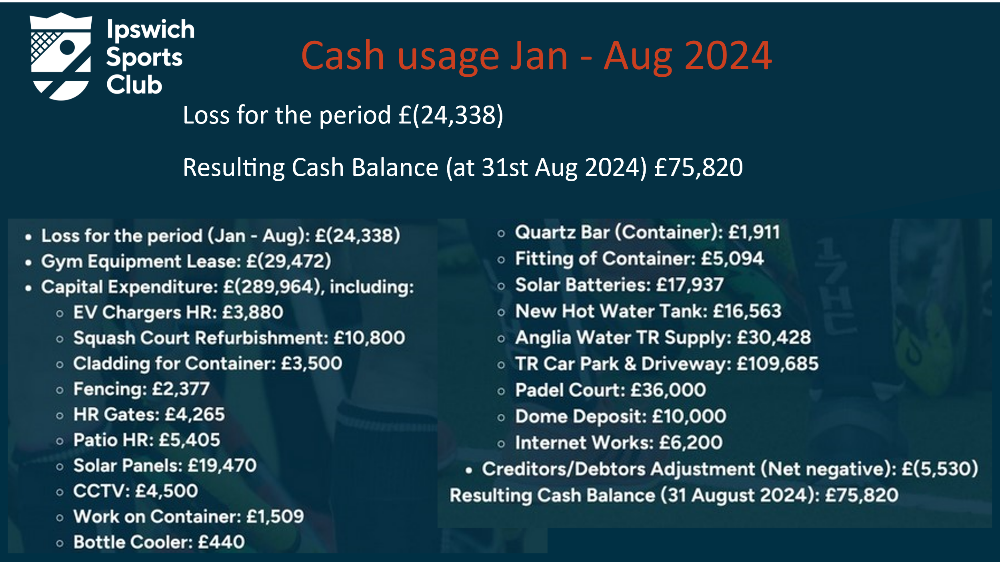 Ipswich
Sports
Club
Cash usage Jan - Aug 2024
Loss for the period £(24,338)
Resulting Cash Balance (at 31st Aug 2024) £75,820
• Loss for the period (Jan - Aug): £(24,338)
• Gym Equipment Lease: £(29,472)
• Capital Expenditure: £(289,964), including:
○ EV Chargers HR: £3,880
○ Squash Court Refurbishment: £10,800
○ Cladding for Container: £3,500
○ Fencing: £2,377
○ HR Gates: £4,265
○ Patio HR: £5,405
○ Solar Panels: £19,470
○ CCTV: £4,500
○ Work on Container: £1,509
○ Bottle Cooler: £440
○ Quartz Bar (Container): £1,911
○ Fitting of Container: £5,094
○ Solar Batteries: £17,937
○ New Hot Water Tank: £16,563
○ Anglia Water TR Supply: £30,428
○ TR Car Park & Driveway: £109,685
○ Padel Court: £36,000
○ Dome Deposit: £10,000
○ Internet Works: £6,200
• Creditors/Debtors Adjustment (Net negative): £(5,530)
Resulting Cash Balance (31 August 2024): £75,820